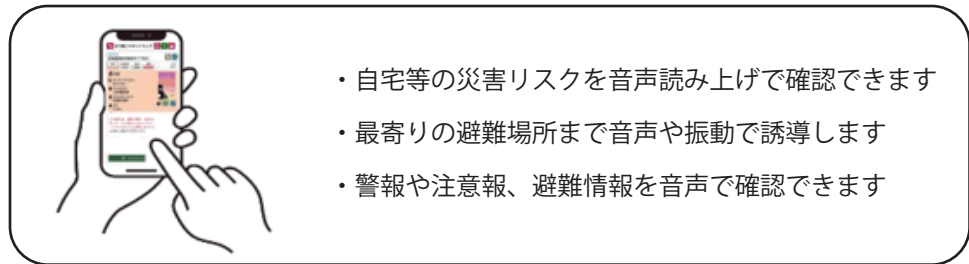 ・自宅等の災害リスクを音声読み上げで確認できます
・最寄りの避難場所まで音声や振動で誘導します
・警報や注意報、避難情報を音声で確認できます